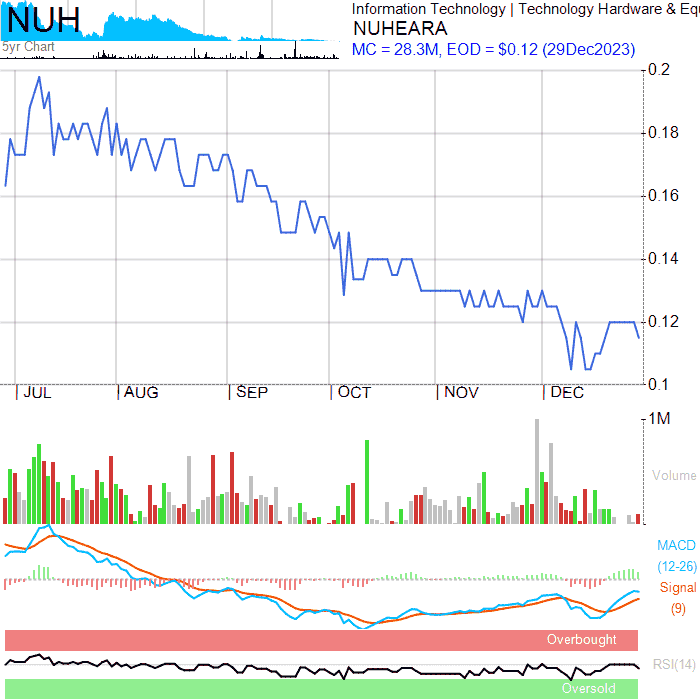 NUH
5yr Chart
Information Technology | Technology Hardware & Equ
NUHEARA
MC = 28.3M, EOD = $0.12 (29Dec2023)
0.2
0.18
0.16
0.14
0.12
0.1
JUL AUG SEP OCT NOV DEC
1M
Volume
MACD
(12-26)
Signal
(9)
Overbought
RSI(14)
Oversold